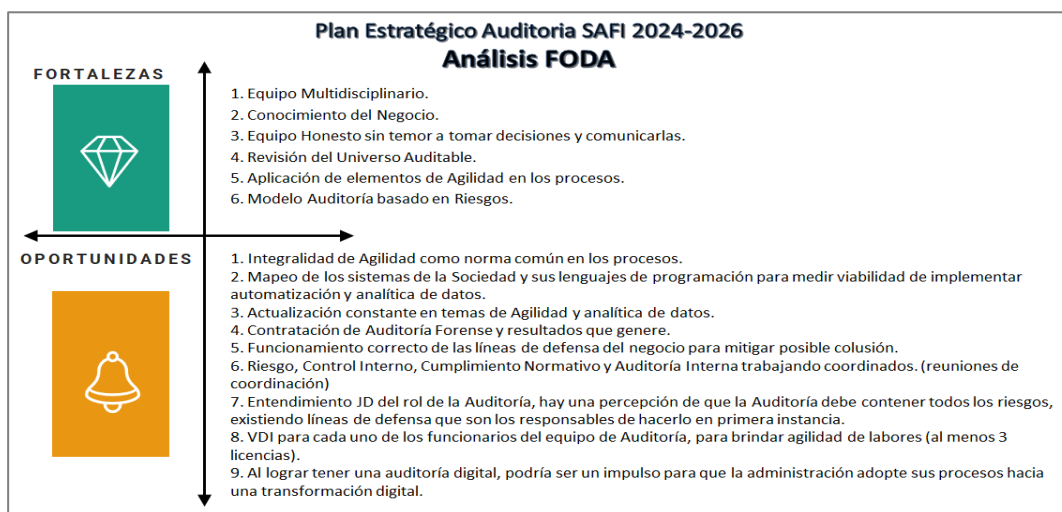 Plan Estratégico Auditoria SAFI 2024-2026
Análisis FODA
FORTALEZAS
1. Equipo Multidisciplinario.
2. Conocimiento del Negocio.
3. Equipo Honesto sin temor a tomar decisiones y comunicarlas.
4. Revisión del Universo Auditable.
5. Aplicación de elementos de Agilidad en los procesos.
6. Modelo Auditoría basado en Riesgos.
OPORTUNIDADES
1. Integralidad de Agilidad como norma común en los procesos.
2. Mapeo de los sistemas de la Sociedad y sus lenguajes de programación para medir viabilidad de implementar
automatización y analítica de datos.
3. Actualización constante en temas de Agilidad y analítica de datos.
4. Contratación de Auditoría Forense y resultados que genere.
5. Funcionamiento correcto de las líneas de defensa del negocio para mitigar posible colusión.
6. Riesgo, Control Interno, Cumplimiento Normativo y Auditoría Interna trabajando coordinados. (reuniones de
coordinación)
7. Entendimiento JD del rol de la Auditoría, hay una percepción de que la Auditoría debe contener todos los riesgos,
existiendo líneas de defensa que son los responsables de hacerlo en primera instancia.
8. VDI para cada uno de los funcionarios del equipo de Auditoría, para brindar agilidad de labores (al menos 3
licencias).
9. Al lograr tener una auditoría digital, podría ser un impulso para que la administración adopte sus procesos hacia
una transformación digital.